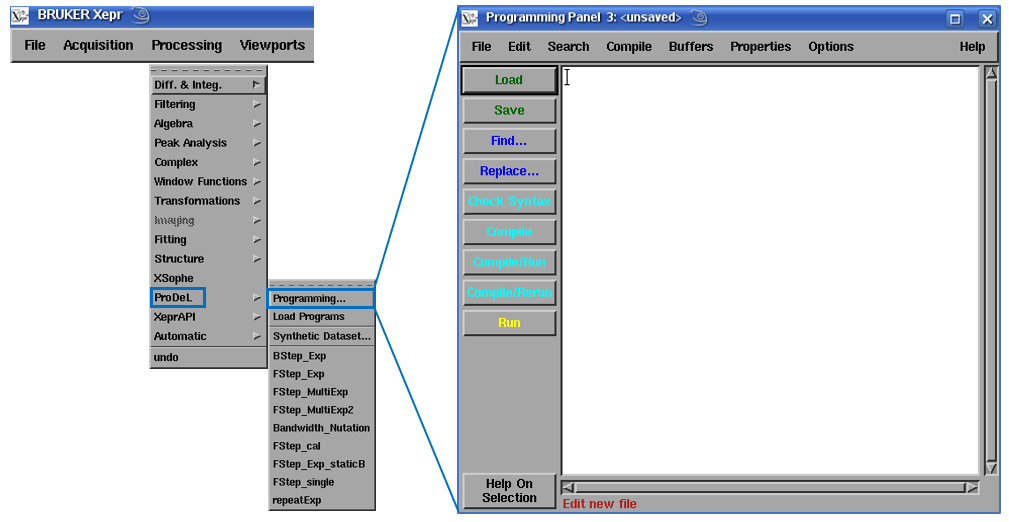 BRUKER Xepr
File Acquisition Processing Viewports
Diff. & Integ.
Filtering
Algebra
Peak Analysis
Complex
Window Functions
Transformations
Imaging
Fitting
Structure
XSophe
ProDeL
XeprAPI
Automatic
undo
Programming...
Load Programs
Synthetic Dataset...
BStep_Exp
FStep_Exp
FStep_MultiExp
FStep_MultiExp2
Bandwidth_Nutation
FStep_cal
FStep_Exp_staticB
FStep_single
repeatExp
Programming Panel 3: <unsaved>
File Edit Search Compile Buffers Properties Options Help
Load
Save
Find...
Replace...
Check Syntax
Compile
Compile/Run
Compile/Rerun
Run
Help On
Selection
Edit new file